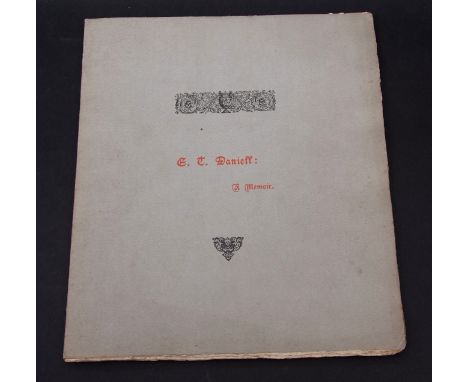 E. T. Daniell:
A Memoir.